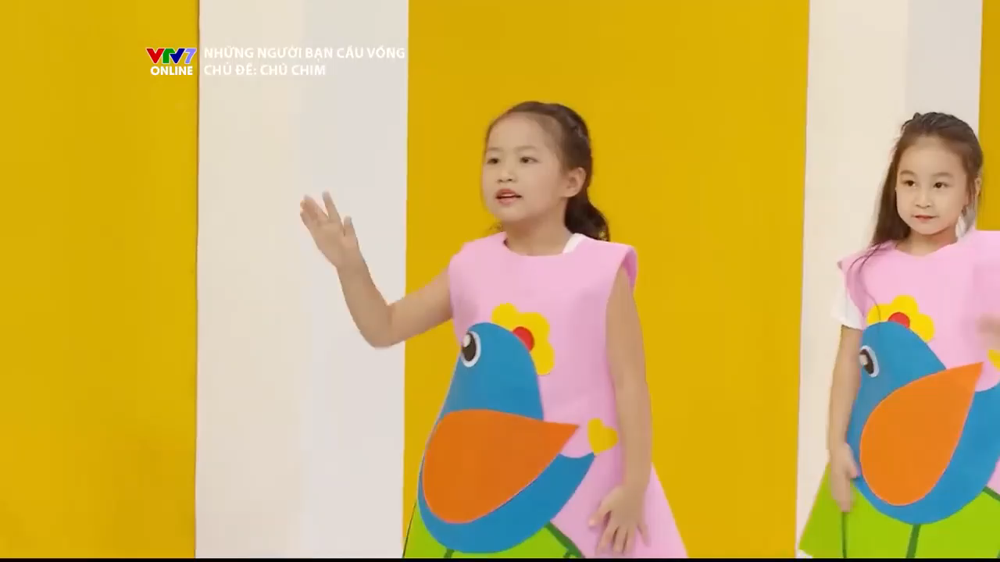 VTV7 NHỮNG NGƯỜI BẠN CẦU VỒNG
ONLINE CHỦ ĐỀ: CHÚ CHIM